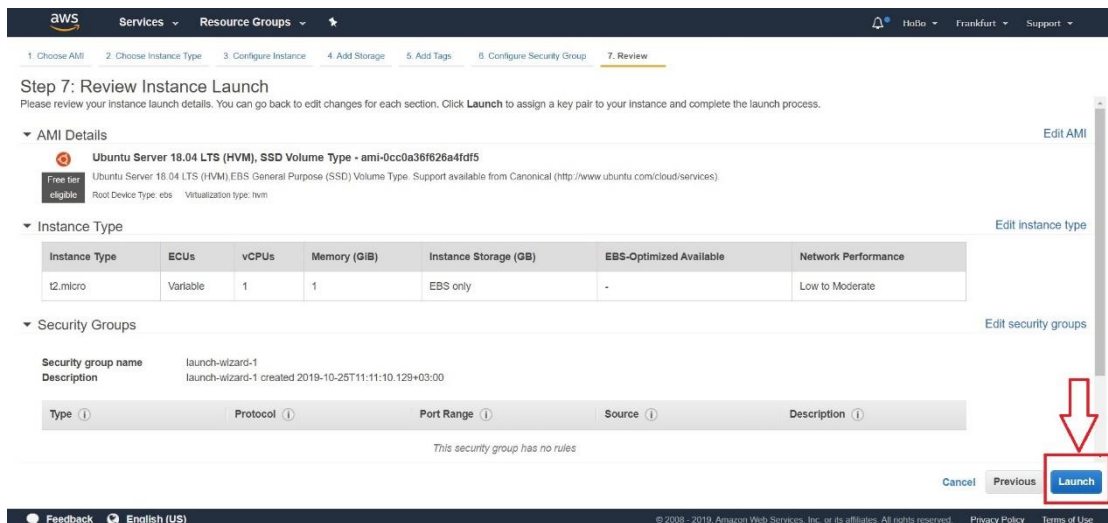 aws Services Resource Groups HoBo Frankfurt Support
1. Choose AMI 2. Choose Instance Type 3. Configure Instance 4. Add Storage 5. Add Tags 6. Configure Security Group 7. Review
Step 7: Review Instance Launch
Please review your instance launch details. You can go back to edit changes for each section. Click Launch to assign a key pair to your instance and complete the launch process.
AMI Details Edit AMI
Ubuntu Server 18.04 LTS (HVM), SSD Volume Type - ami-0cc0a36f626a4fdf5
Free tier eligible
Ubuntu Server 18.04 LTS (HVM),EBS General Purpose (SSD) Volume Type. Support available from Canonical (http://www.ubuntu.com/cloud/services).
Root Device Type: ebs Virtualization type: hvm
Instance Type Edit instance type
Instance Type ECUs vCPUs Memory (GiB) Instance Storage (GB) EBS-Optimized Available Network Performance
t2.micro Variable 1 1 EBS only - Low to Moderate
Security Groups Edit security groups
Security group name launch-wizard-1
Description launch-wizard-1 created 2019-10-25T11:11:10.129+03:00
Type Protocol Port Range Source Description
This security group has no rules
Cancel Previous Launch
Feedback English (US) © 2008 - 2019, Amazon Web Services, Inc. or its affiliates. All rights reserved. Privacy Policy Terms of Use